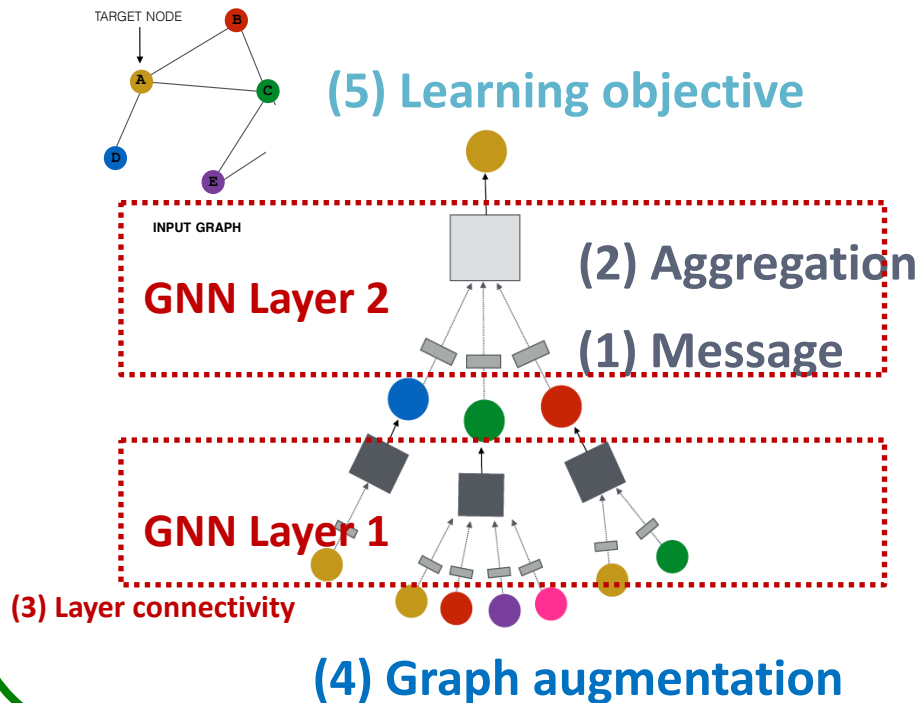 TARGET NODE
B
A
C
D
E
INPUT GRAPH
(5) Learning objective
GNN Layer 2
(2) Aggregation
(1) Message
GNN Layer 1
(3) Layer connectivity
(4) Graph augmentation